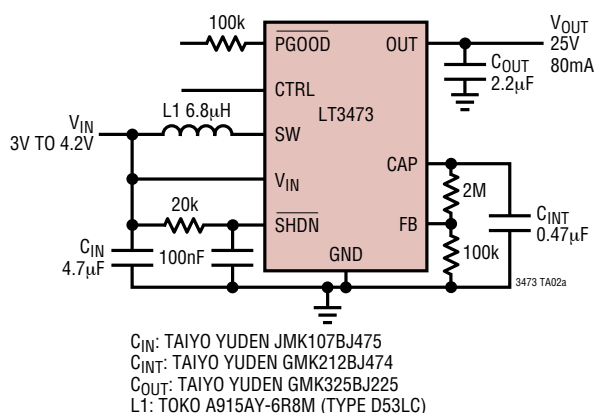 100k
PGOOD
OUT
VOUT
25V
80mA
COUT
2.2µF
CTRL
LT3473
L1 6.8µH
VIN
3V TO 4.2V
SW
CAP
VIN
2M
20k
CINT
0.47µF
SHDN
FB
CIN
4.7µF
100nF
GND
100k
3473 TA02a
CIN: TAIYO YUDEN JMK107BJ475
CINT: TAIYO YUDEN GMK212BJ474
COUT: TAIYO YUDEN GMK325BJ225
L1: TOKO A915AY-6R8M (TYPE D53LC)